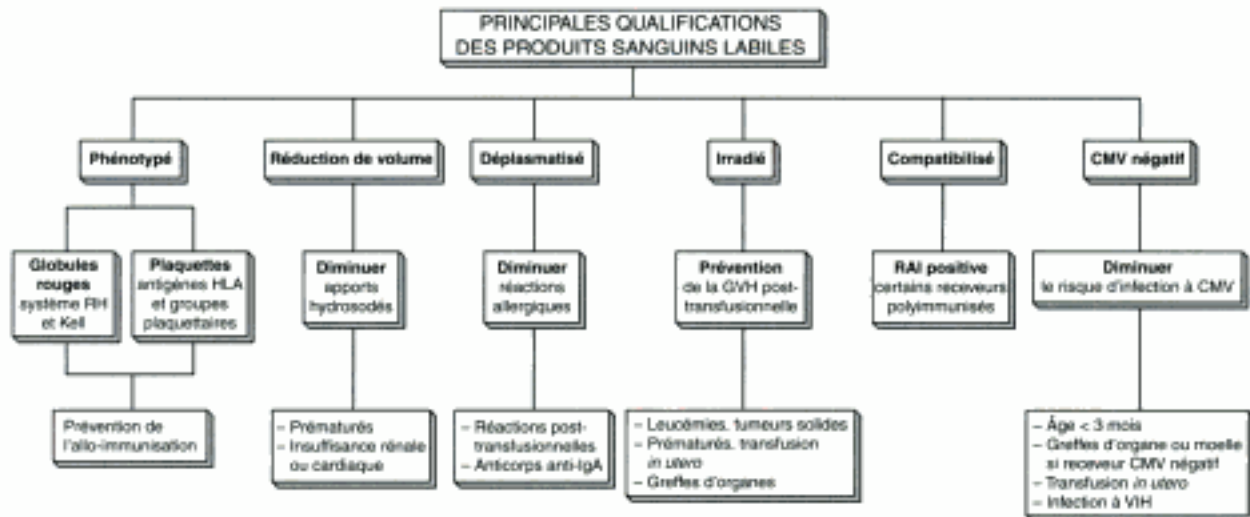 PRINCIPALES QUALIFICATIONS
DES PRODUITS SANGUINS LABILES
Phénotypé
Réduction de volume
Déplasmatisé
Irradié
Compatibilisé
CMV négatif
Globules
rouges
système RH
et Kell
Plaquettes
antigènes HLA
et groupes
plaquettaires
Diminuer
apports
hydrosodés
Diminuer
réactions
allergiques
Prévention
de la GVH post-
transfusionnelle
RAI positive
certains receveurs
polyimmunisés
Diminuer
le risque d'infection à CMV
Prévention de
l'allo-immunisation
– Prématurés
– Insuffisance rénale
ou cardiaque
– Réactions post-
transfusionnelles
– Anticorps anti-IgA
– Leucémies, tumeurs solides
– Prématurés, transfusion
in utero
– Greffes d'organes
– Âge < 3 mois
– Greffes d'organe ou moelle
si receveur CMV négatif
– Transfusion in utero
– Infection à VIH